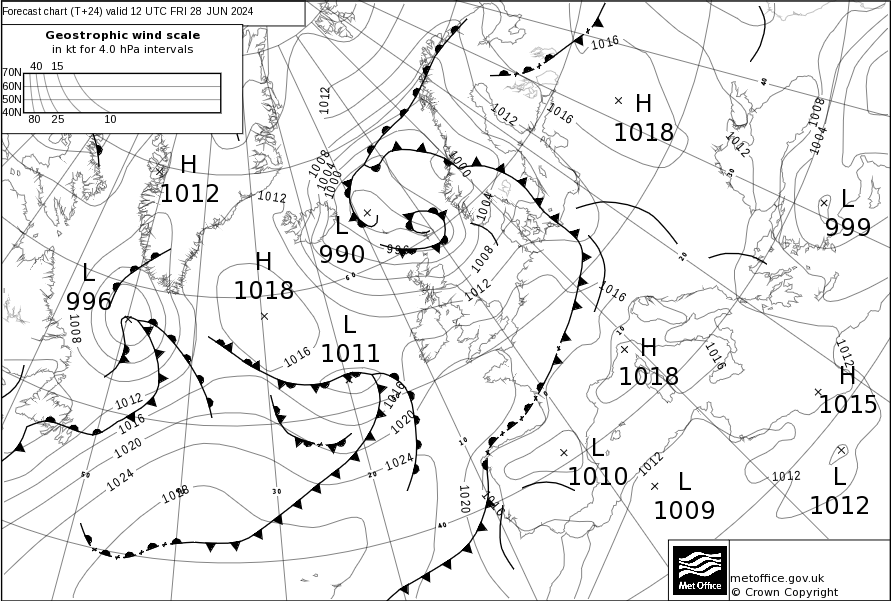 Forecast chart (T+24) valid 12 UTC FRI 28 JUN 2024
Geostrophic wind scale
in kt for 4.0 hPa intervals
40 15
70N
60N
50N
40N
80 25 10
1016
H
1018
1012
1016
1012
1012
40
1008
1004
30
L
999
1008
1004
1000
1000
H
1012
1012
1004
L
990
996
60
1008
1012
20
1016
L
996
1008
H
1018
1016
L
1011
10
H
1018
1016
1012
H
1015
1012
1016
1020
1024
1028
1016
1020
1024
1020
1016
0
10
20
30
40
50
L
1010
1012
L
1009
1012
L
1012
Met Office
metoffice.gov.uk
© Crown Copyright